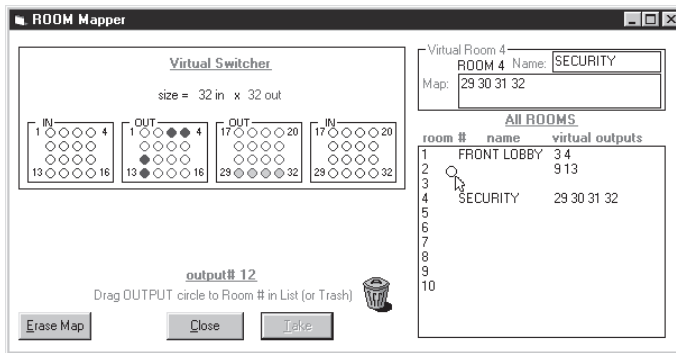 ROOM Mapper
Virtual Switcher
size = 32 in x 32 out
IN
1 4
13 16
OUT
1 4
13 16
OUT
17 20
29 32
IN
17 20
29 32
output# 12
Drag OUTPUT circle to Room # in List (or Trash)
Erase Map
Close
Take
Virtual Room 4
ROOM 4 Name: SECURITY
Map: 29 30 31 32
All ROOMS
room # name virtual outputs
1 FRONT LOBBY 3 4
2 9 13
3
4 SECURITY 29 30 31 32
5
6
7
8
9
10